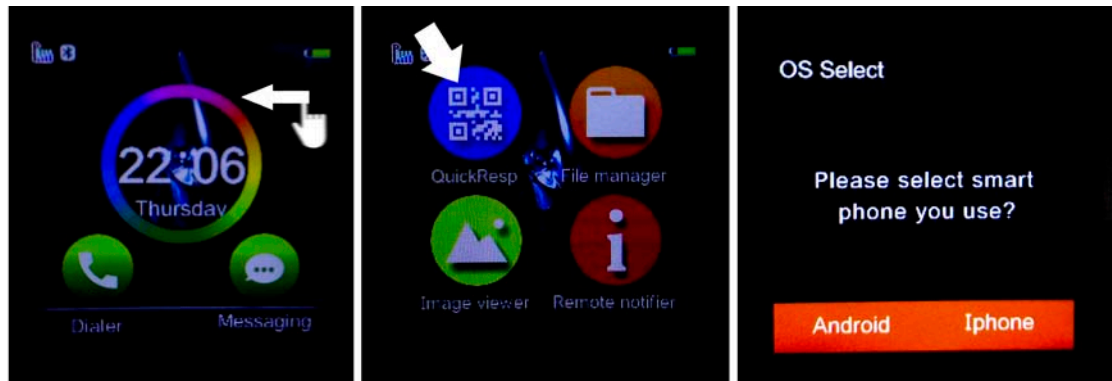 22:06
Thursday
Dialer
Messaging
QuickResp
File manager
Image viewer
Remote notifier
OS Select
Please select smart
phone you use?
Android
Iphone